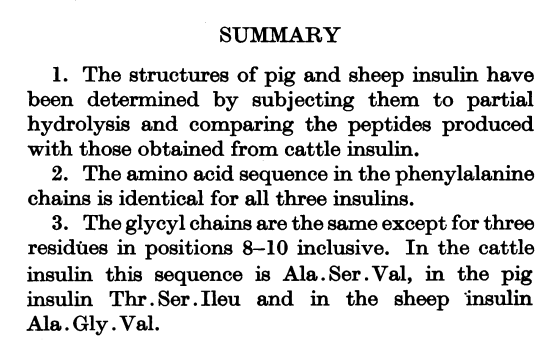 SUMMARY
1. The structures of pig and sheep insulin have
been determined by subjecting them to partial
hydrolysis and comparing the peptides produced
with those obtained from cattle insulin.
2. The amino acid sequence in the phenylalanine
chains is identical for all three insulins.
3. The glycyl chains are the same except for three
residues in positions 8–10 inclusive. In the cattle
insulin this sequence is Ala.Ser.Val, in the pig
insulin Thr.Ser.Ileu and in the sheep insulin
Ala.Gly.Val.